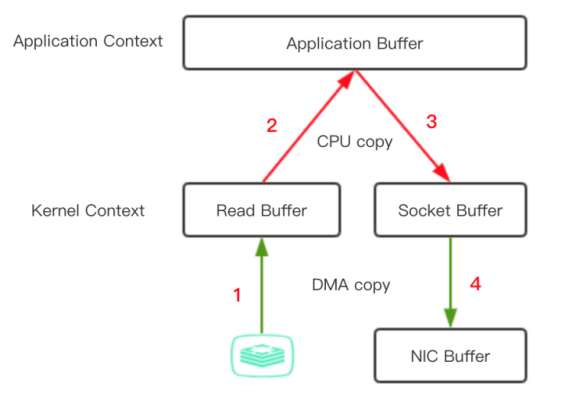 Application Context
Application Buffer
2
3
CPU copy
Kernel Context
Read Buffer
Socket Buffer
1
DMA copy
4
NIC Buffer